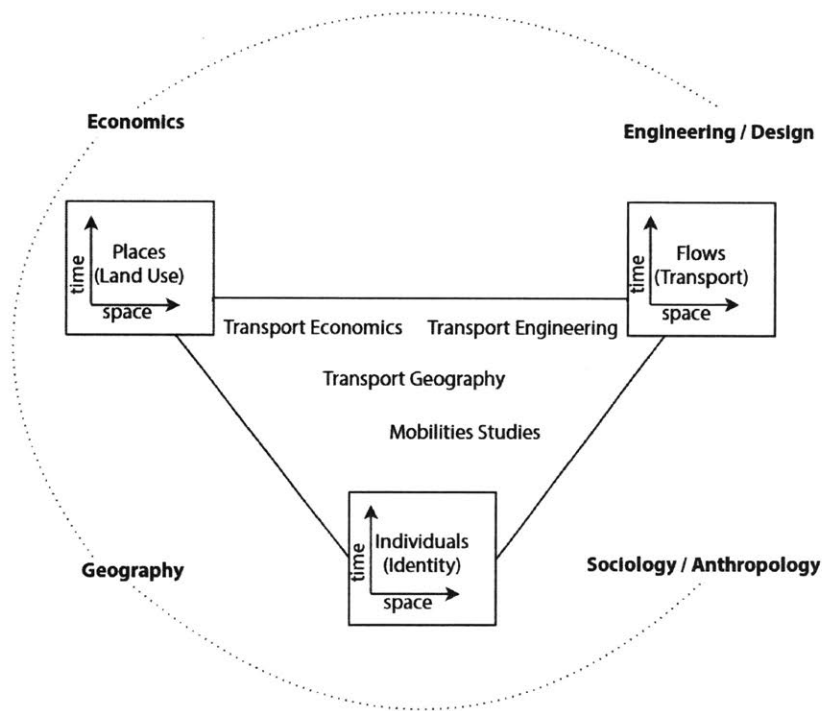 Economics
Engineering / Design
time
Places
(Land Use)
space
time
Flows
(Transport)
space
Transport Economics
Transport Engineering
Transport Geography
Mobilities Studies
time
Individuals
(Identity)
space
Geography
Sociology / Anthropology